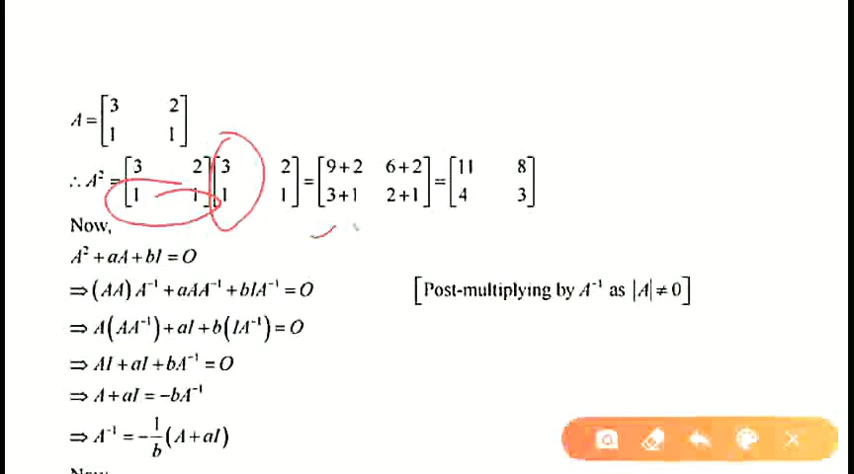 A = [3 2
1 1]
∴ A² = [3 2
1 1] [3 2
1 1] = [9+2 6+2
3+1 2+1] = [11 8
4 3]
Now,
A² + aA + bI = O
⇒ (AA) A⁻¹ + aAA⁻¹ + bIA⁻¹ = O [Post-multiplying by A⁻¹ as |A| ≠ 0]
⇒ A(AA⁻¹) + aI + b(IA⁻¹) = O
⇒ AI + aI + bA⁻¹ = O
⇒ A + aI = -bA⁻¹
⇒ A⁻¹ = -1/b (A + aI)
Now